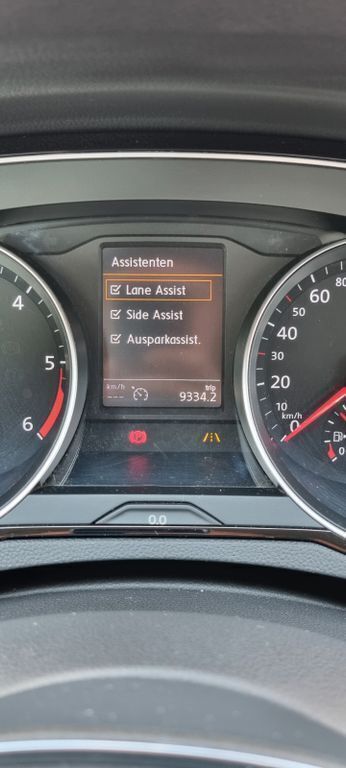 Assistenten
Lane Assist
Side Assist
Ausparkassist.
km/h
---
trip
9334.2
4
5
6
80
60
50
40
30
20
10
km/h
0
0
(P)
0.0